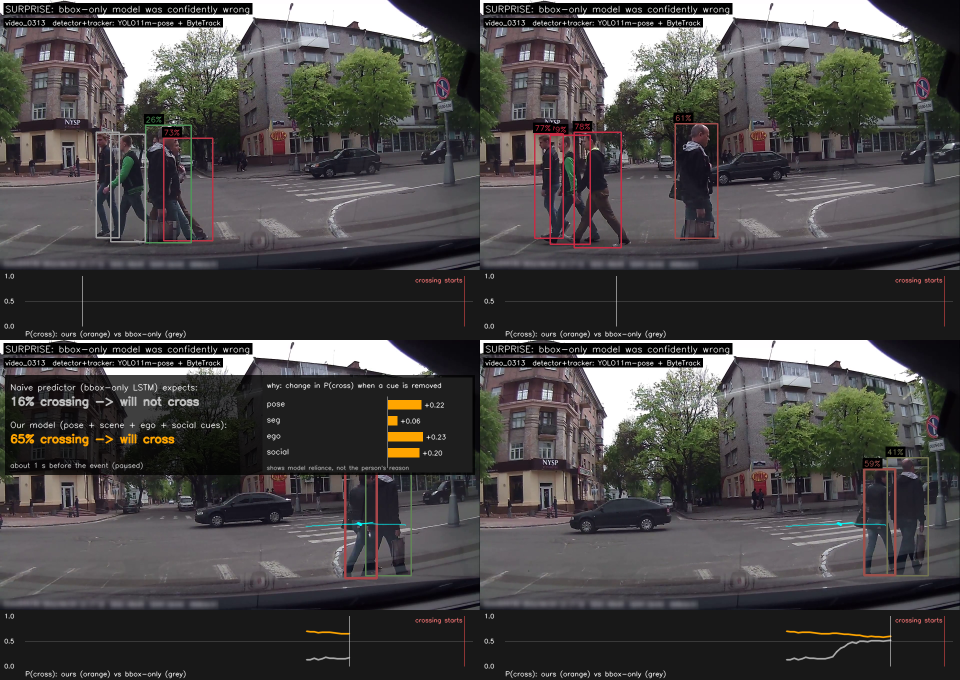 SURPRISE: bbox-only model was confidently wrong
video_0313 detector+tracker: YOLO11m-pose + ByteTrack
26%
73%
NYSP
1.0
crossing starts
0.5
0.0
P(cross): ours (orange) vs bbox-only (grey)
SURPRISE: bbox-only model was confidently wrong
video_0313 detector+tracker: YOLO11m-pose + ByteTrack
77%
78%
61%
NYSP
1.0
crossing starts
0.5
0.0
P(cross): ours (orange) vs bbox-only (grey)
SURPRISE: bbox-only model was confidently wrong
video_0313 detector+tracker: YOLO11m-pose + ByteTrack
Naive predictor (bbox-only LSTM) expects:
16% crossing -> will not cross
Our model (pose + scene + ego + social cues):
65% crossing -> will cross
about 1 s before the event (paused)
why: change in P(cross) when a cue is removed
pose +0.22
seg +0.06
ego +0.23
social +0.20
shows model reliance, not the person's reason
1.0
crossing starts
0.5
0.0
P(cross): ours (orange) vs bbox-only (grey)
SURPRISE: bbox-only model was confidently wrong
video_0313 detector+tracker: YOLO11m-pose + ByteTrack
41%
59%
NYSP
1.0
crossing starts
0.5
0.0
P(cross): ours (orange) vs bbox-only (grey)